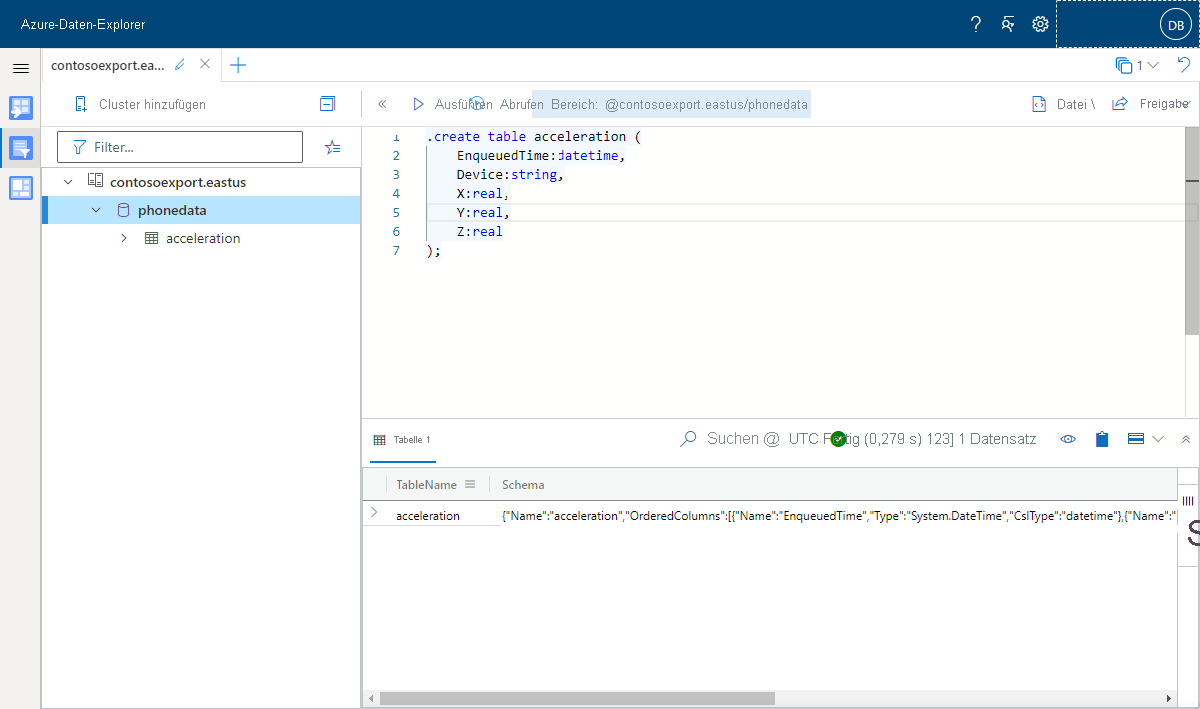 Azure-Daten-Explorer
DB
contosoexport.ea...
1
Cluster hinzufügen
Ausführen Abrufen Bereich: @contosoexport.eastus/phonedata
Datei \ Freigabe
Filter...
contosoexport.eastus
phonedata
acceleration
1 .create table acceleration (
2 EnqueuedTime:datetime,
3 Device:string,
4 X:real,
5 Y:real,
6 Z:real
7 );
Tabelle 1
Suchen @ UTC Fertig (0,279 s) 123] 1 Datensatz
TableName Schema
acceleration {"Name":"acceleration","OrderedColumns":[{"Name":"EnqueuedTime","Type":"System.DateTime","CslType":"datetime"},{"Name":"